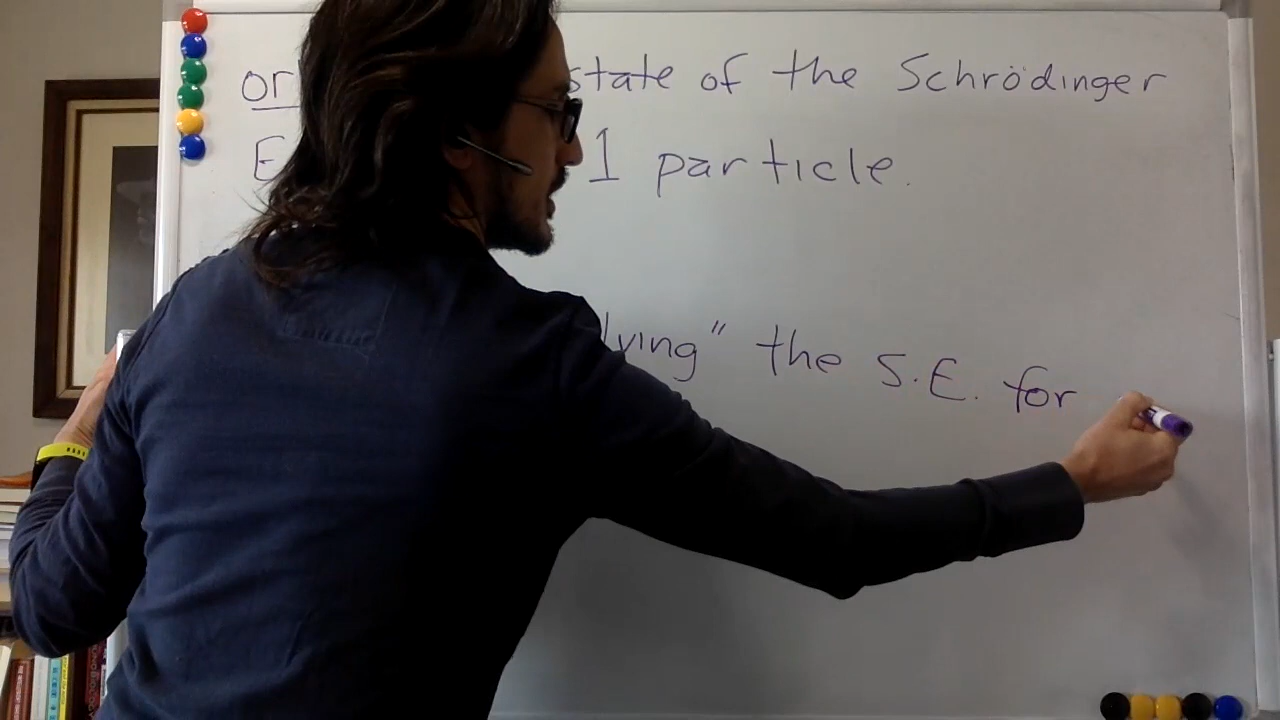 or state of the Schrödinger
E 1 particle.
lving" the S.E. for